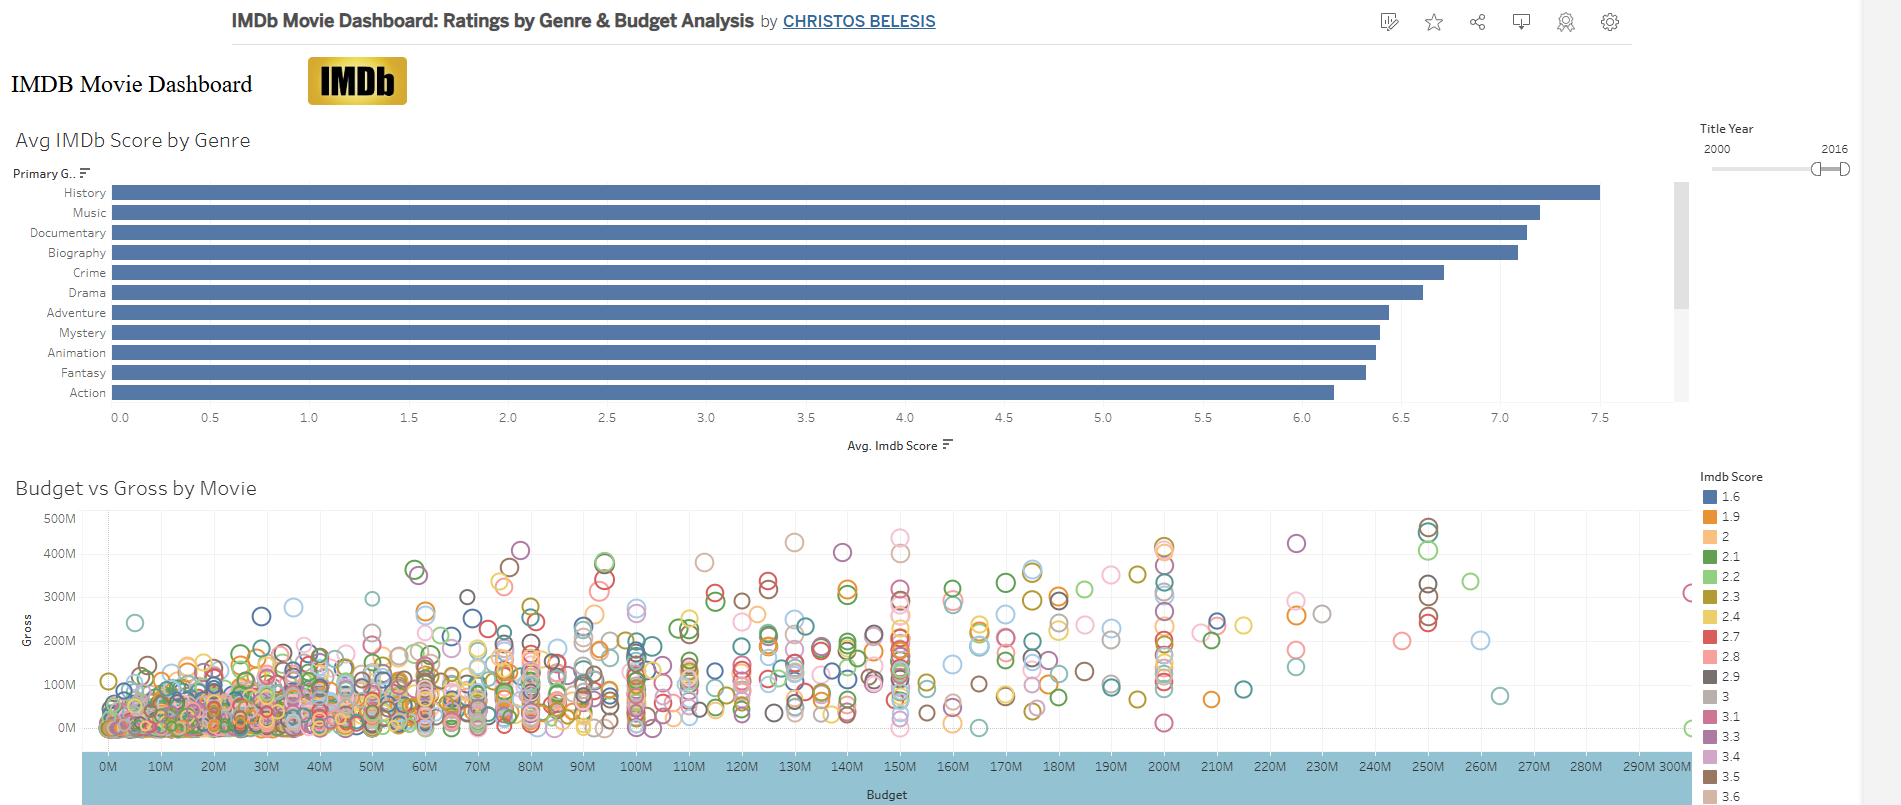 IMDb Movie Dashboard: Ratings by Genre & Budget Analysis by CHRISTOS BELESIS
IMDB Movie Dashboard
IMDb
Avg IMDb Score by Genre
Primary G..
History
Music
Documentary
Biography
Crime
Drama
Adventure
Mystery
Animation
Fantasy
Action
0.0 0.5 1.0 1.5 2.0 2.5 3.0 3.5 4.0 4.5 5.0 5.5 6.0 6.5 7.0 7.5
Avg. Imdb Score
Title Year
2000 2016
Budget vs Gross by Movie
Gross
500M
400M
300M
200M
100M
0M
0M 10M 20M 30M 40M 50M 60M 70M 80M 90M 100M 110M 120M 130M 140M 150M 160M 170M 180M 190M 200M 210M 220M 230M 240M 250M 260M 270M 280M 290M 300M
Budget
Imdb Score
1.6
1.9
2
2.1
2.2
2.3
2.4
2.7
2.8
2.9
3
3.1
3.3
3.4
3.5
3.6